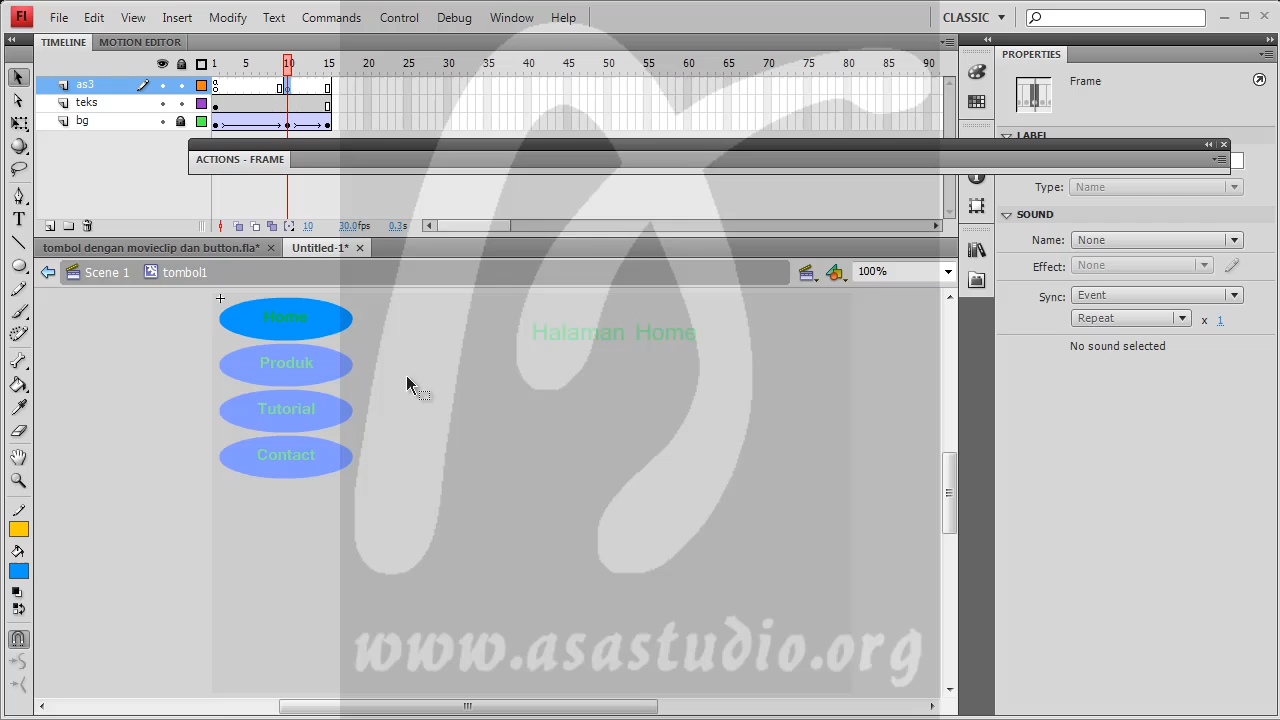 Fl File Edit View Insert Modify Text Commands Control Debug Window Help CLASSIC
TIMELINE MOTION EDITOR
PROPERTIES
1 5 10 15 20 25 30 35 40 45 50 55 60 65 70 75 80 85 90
as3
teks
bg
Frame
LABEL
ACTIONS - FRAME
Type: Name
SOUND
10 30.0fps 0.3s
Name: None
tombol dengan movieclip dan button.fla* Untitled-1*
Effect: None
Scene 1 tombol1 100%
Sync: Event
Repeat x 1
No sound selected
Home
Halaman Home
Produk
Tutorial
Contact
www.asastudio.org